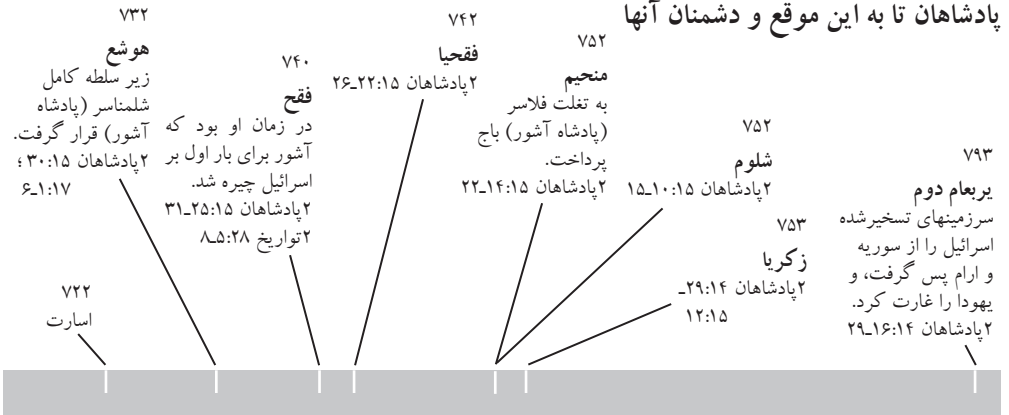 پادشاهان تا به این موقع و دشمنان آنها
۷۹۳
یربعام دوم
سرزمینهای تسخیرشده
اسرائیل را از سوریه
و ارام پس گرفت، و
یهودا را غارت کرد.
۲پادشاهان ۱۶:۱۴ـ۲۹
۷۵۳
زکریا
۲پادشاهان ۲۹:۱۴ـ
۱۲:۱۵
۷۵۲
شلوم
۲پادشاهان ۱۰:۱۵ـ۱۵
۷۵۲
منحیم
به تغلت فلاسر
(پادشاه آشور) باج
پرداخت.
۲پادشاهان ۱۴:۱۵ـ۲۲
۷۴۲
فقحیا
۲پادشاهان ۲۲:۱۵ـ۲۶
۷۴۰
فقح
در زمان او بود که
آشور برای بار اول بر
اسرائیل چیره شد.
۲پادشاهان ۲۵:۱۵ـ۳۱
۲تواریخ ۵:۲۸ـ۸
۷۳۲
هوشع
زیر سلطه کامل
شلمناسر (پادشاه
آشور) قرار گرفت.
۲پادشاهان ۳۰:۱۵؛
۱:۱۷ـ۶
۷۲۲
اسارت